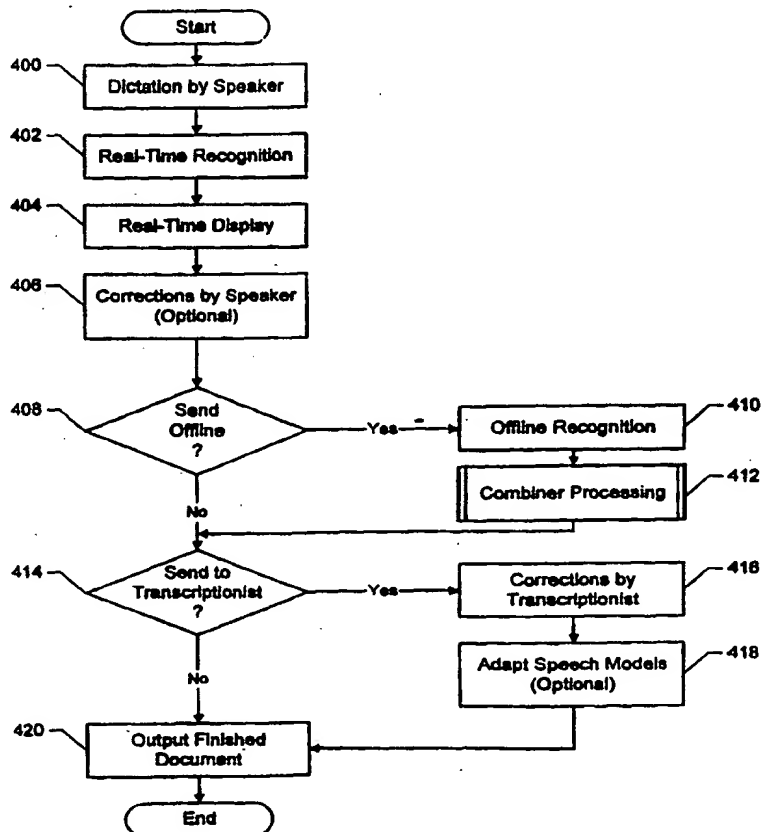 Start
400
Dictation by Speaker
402
Real-Time Recognition
404
Real-Time Display
406
Corrections by Speaker
(Optional)
408
Send
Offline
?
Yes
Offline Recognition
410
Combiner Processing
412
No
414
Send to
Transcriptionist
?
Yes
Corrections by
Transcriptionist
416
Adapt Speech Models
(Optional)
418
No
420
Output Finished
Document
End